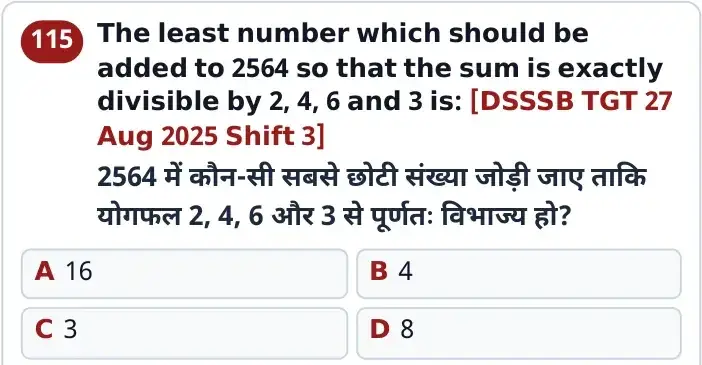 115 The least number which should be
added to 2564 so that the sum is exactly
divisible by 2, 4, 6 and 3 is: [DSSSB TGT 27
Aug 2025 Shift 3]
2564 में कौन-सी सबसे छोटी संख्या जोड़ी जाए ताकि
योगफल 2, 4, 6 और 3 से पूर्णतः विभाज्य हो?
A 16
B 4
C 3
D 8